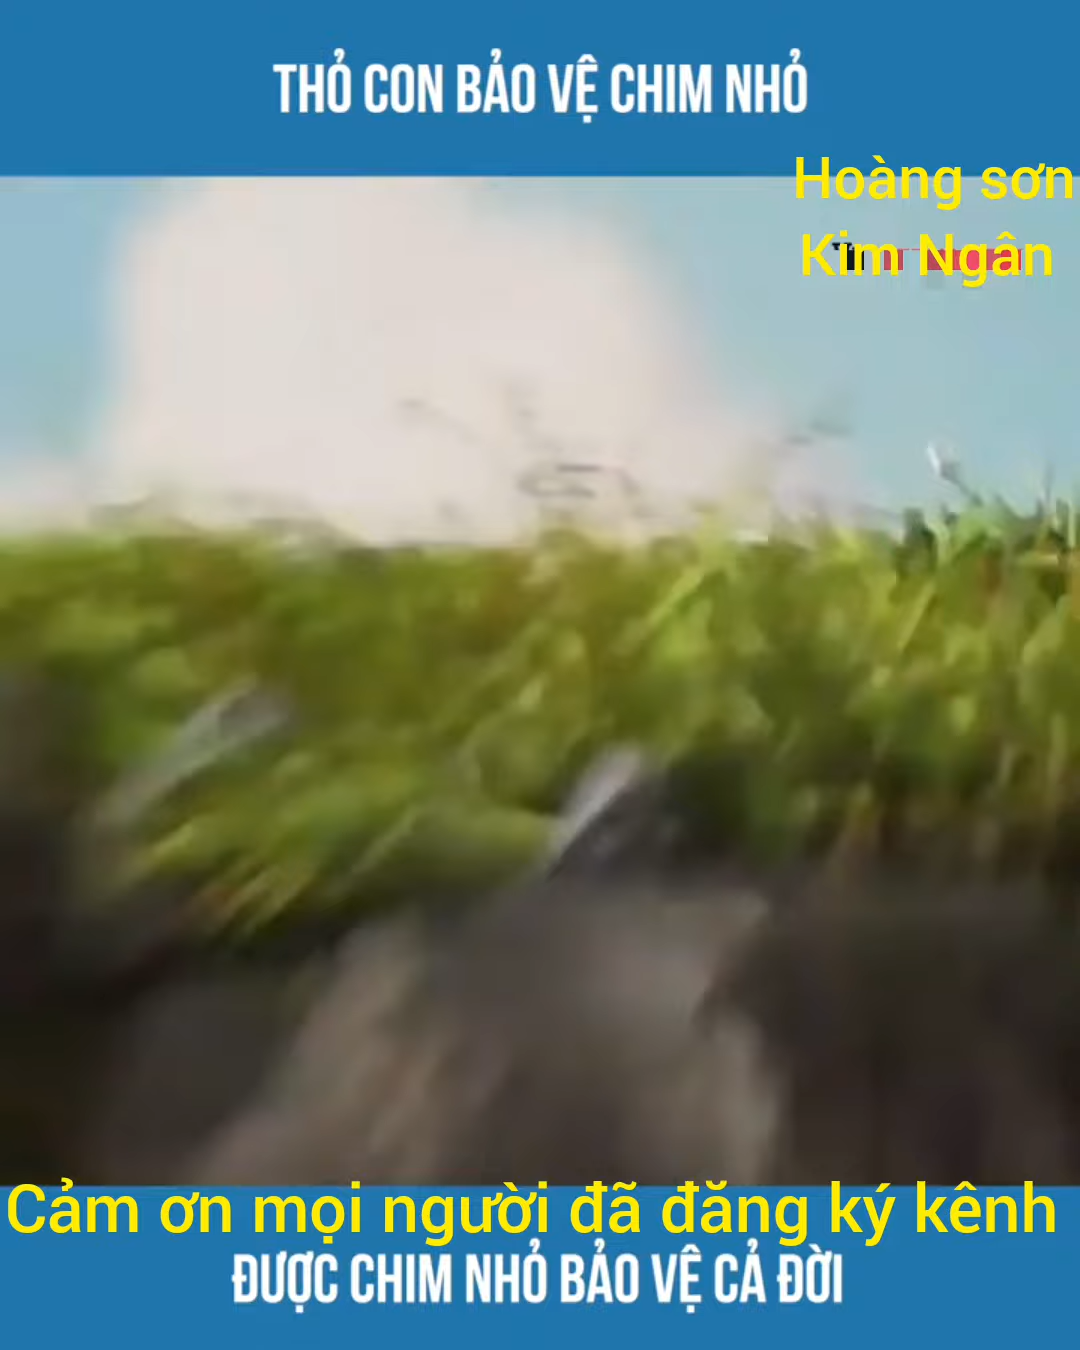 THỎ CON BẢO VỆ CHIM NHỎ
Hoàng sơn
Kim Ngân
Cảm ơn mọi người đã đăng ký kênh
ĐƯỢC CHIM NHỎ BẢO VỆ CẢ ĐỜI